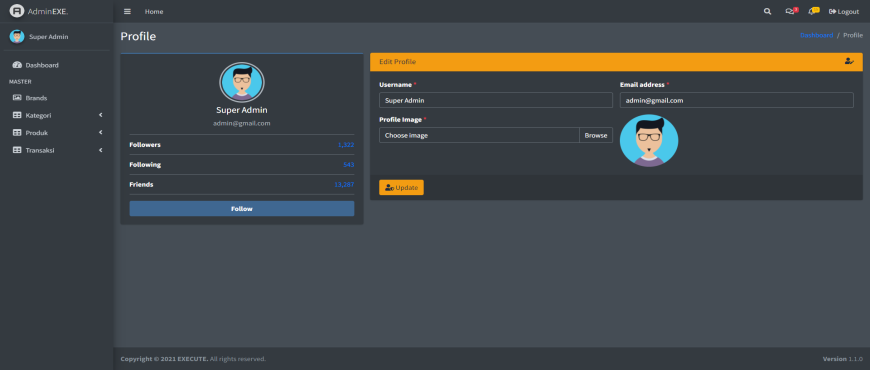 AdminEXE.
Home
Logout
Super Admin
Dashboard
MASTER
Brands
Kategori
Produk
Transaksi
Profile
Dashboard / Profile
Super Admin
admin@gmail.com
Followers 1,322
Following 543
Friends 13,287
Follow
Edit Profile
Username *
Super Admin
Email address *
admin@gmail.com
Profile Image *
Choose image Browse
Update
Copyright © 2021 EXECUTE. All rights reserved.
Version 1.1.0